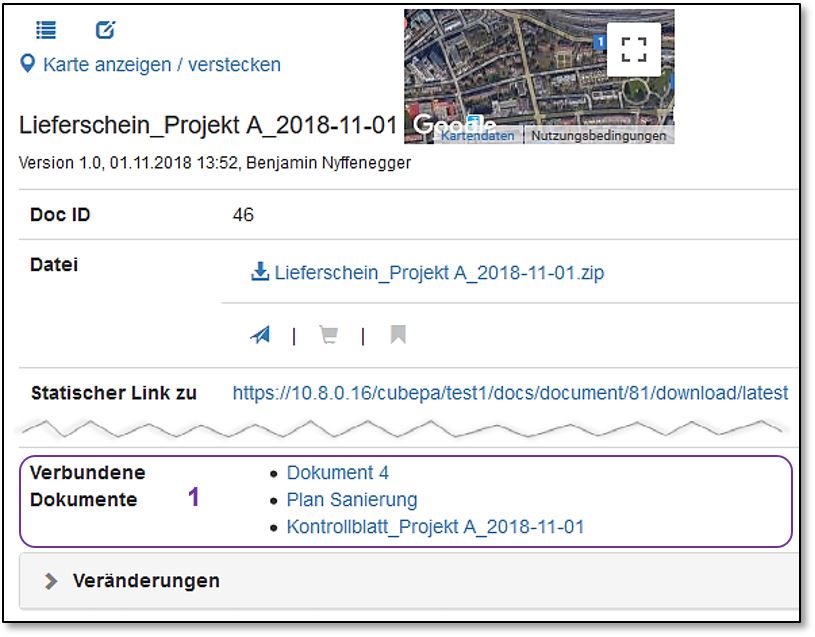 Karte anzeigen / verstecken
1
Google
Kartendaten Nutzungsbedingungen
Lieferschein_Projekt A_2018-11-01
Version 1.0, 01.11.2018 13:52, Benjamin Nyffenegger
Doc ID 46
Datei Lieferschein_Projekt A_2018-11-01.zip
| |
Statischer Link zu https://10.8.0.16/cubepa/test1/docs/document/81/download/latest
Verbundene Dokumente 1
• Dokument 4
• Plan Sanierung
• Kontrollblatt_Projekt A_2018-11-01
Veränderungen